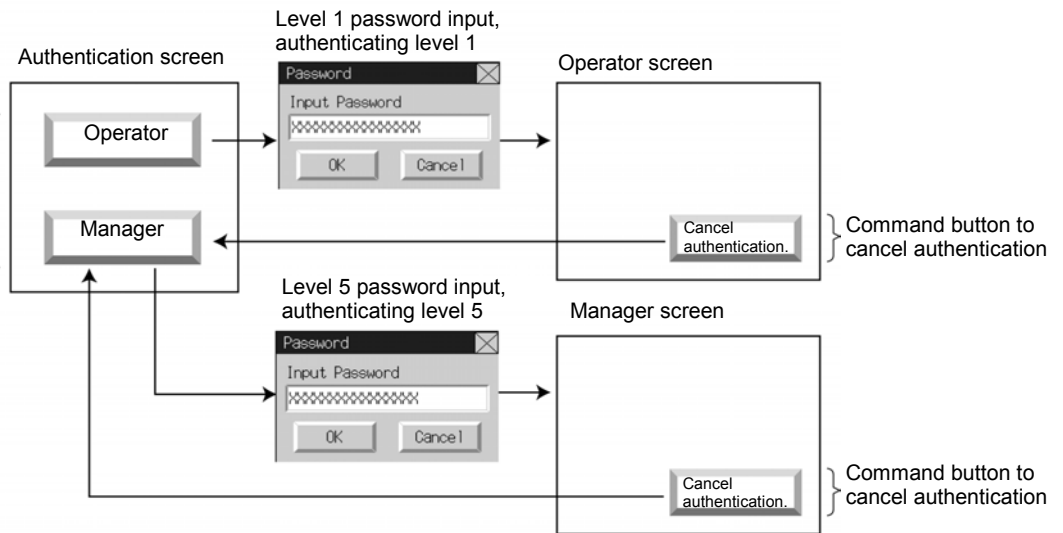 Level 1 password input,
authenticating level 1
Authentication screen
Operator screen
Password
Input Password
XXXXXXXXXXXXXXX
OK
Cancel
Operator
Manager
Cancel
authentication.
Command button to
cancel authentication
Level 5 password input,
authenticating level 5
Manager screen
Password
Input Password
XXXXXXXXXXXXXXX
OK
Cancel
Cancel
authentication.
Command button to
cancel authentication